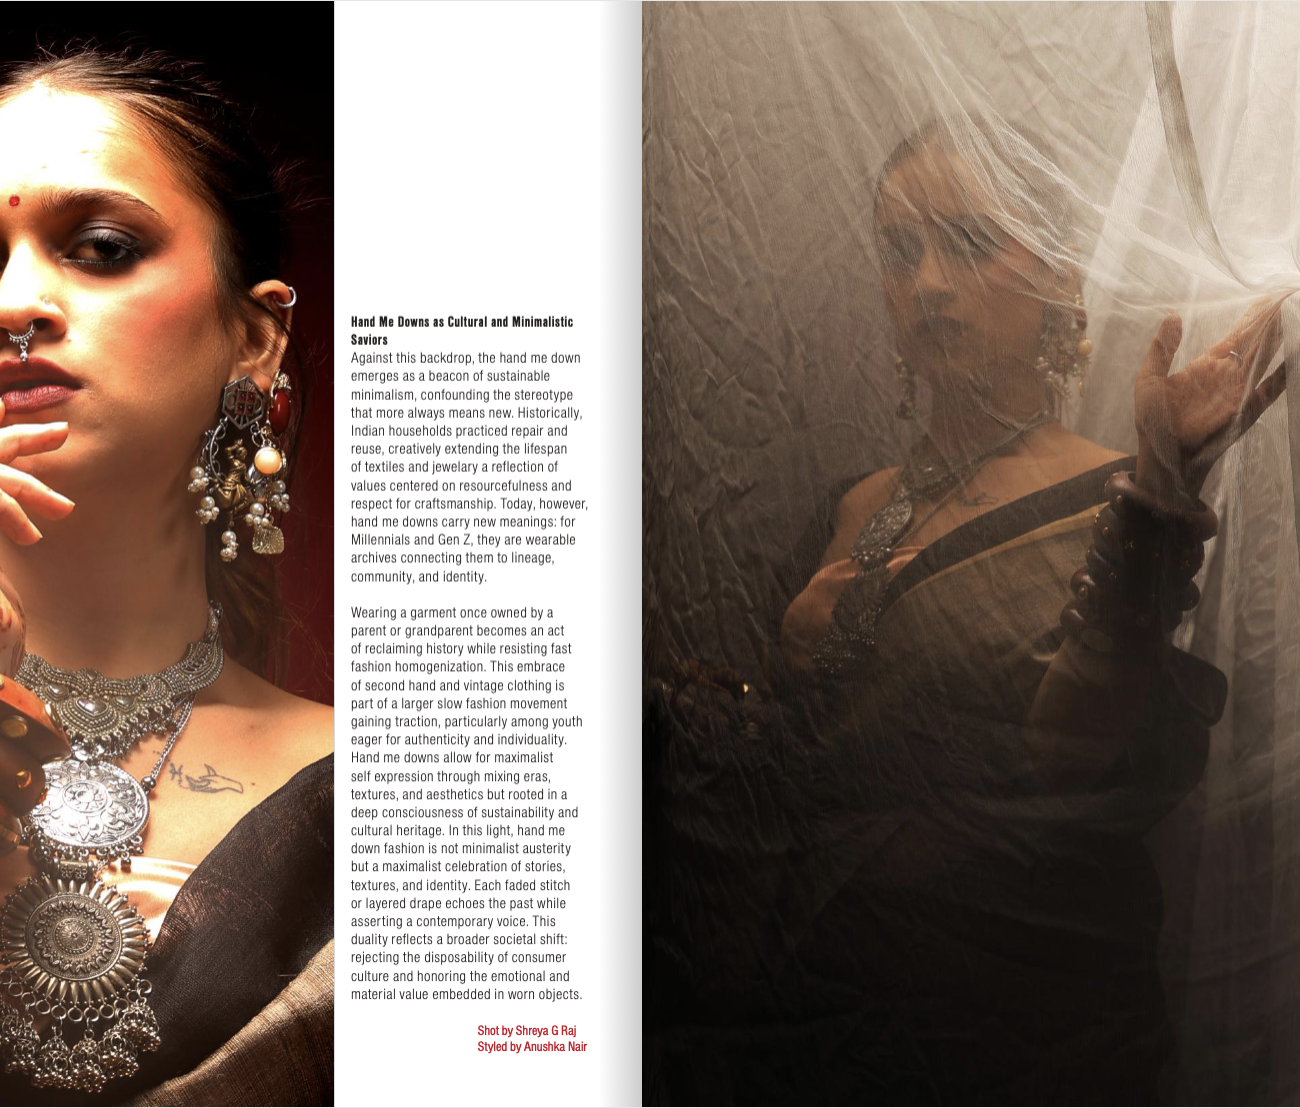 Hand Me Downs as Cultural and Minimalistic
Saviors
Against this backdrop, the hand me down
emerges as a beacon of sustainable
minimalism, confounding the stereotype
that more always means new. Historically,
Indian households practiced repair and
reuse, creatively extending the lifespan
of textiles and jewelary a reflection of
values centered on resourcefulness and
respect for craftsmanship. Today, however,
hand me downs carry new meanings: for
Millennials and Gen Z, they are wearable
archives connecting them to lineage,
community, and identity.

Wearing a garment once owned by a
parent or grandparent becomes an act
of reclaiming history while resisting fast
fashion homogenization. This embrace
of second hand and vintage clothing is
part of a larger slow fashion movement
gaining traction, particularly among youth
eager for authenticity and individuality.
Hand me downs allow for maximalist
self expression through mixing eras,
textures, and aesthetics but rooted in a
deep consciousness of sustainability and
cultural heritage. In this light, hand me
down fashion is not minimalist austerity
but a maximalist celebration of stories,
textures, and identity. Each faded stitch
or layered drape echoes the past while
asserting a contemporary voice. This
duality reflects a broader societal shift:
rejecting the disposability of consumer
culture and honoring the emotional and
material value embedded in worn objects.

Shot by Shreya G Raj
Styled by Anushka Nair